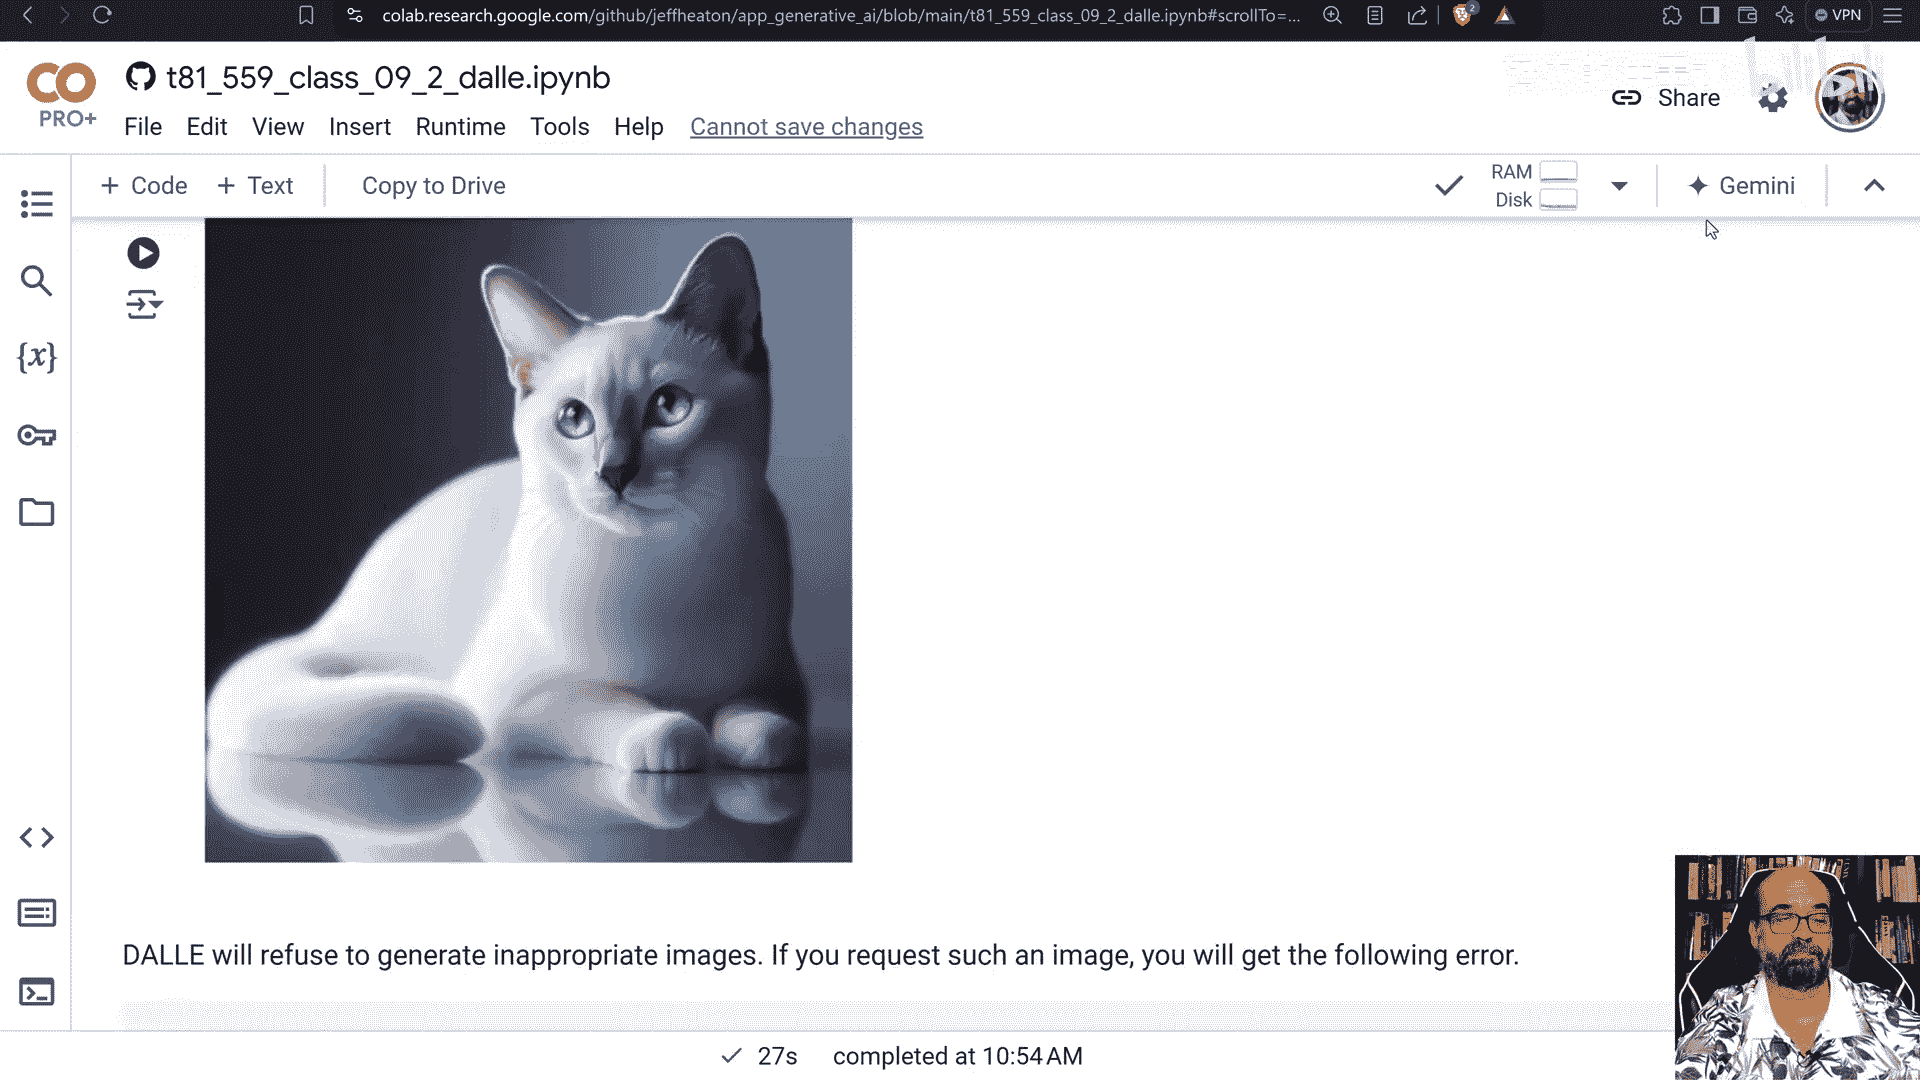 colab.research.google.com/github/jeffheaton/app_generative_ai/blob/main/t81_559_class_09_2_dalle.ipynb#scrollTo=...
2
VPN
CO
PRO+
t81_559_class_09_2_dalle.ipynb
Share
File Edit View Insert Runtime Tools Help Cannot save changes
+ Code + Text Copy to Drive
RAM
Disk
Gemini
{x}
DALLE will refuse to generate inappropriate images. If you request such an image, you will get the following error.
27s completed at 10:54 AM